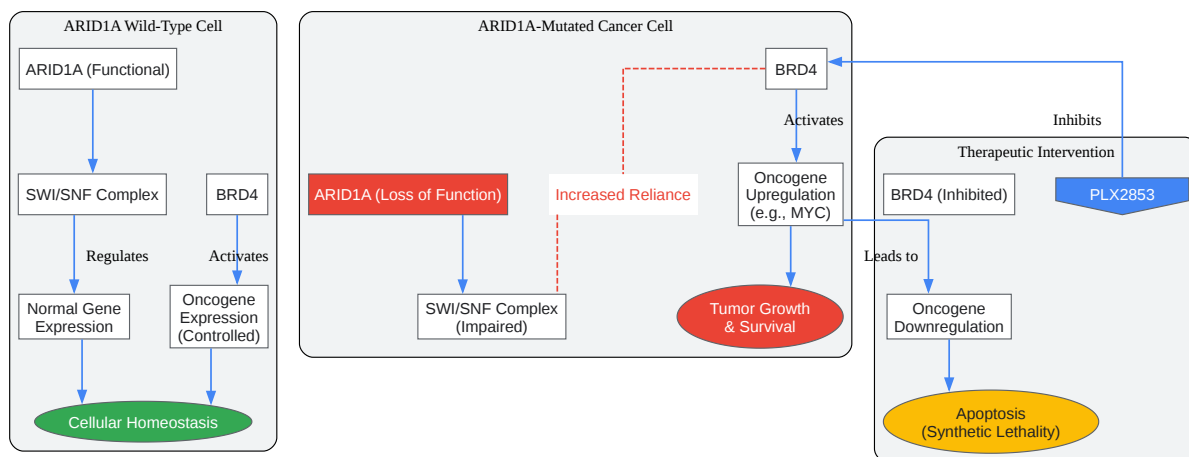 ARID1A Wild-Type Cell
ARID1A (Functional)
SWI/SNF Complex
BRD4
Regulates
Activates
Normal Gene
Expression
Oncogene
Expression
(Controlled)
Cellular Homeostasis
ARID1A-Mutated Cancer Cell
BRD4
Activates
ARID1A (Loss of Function)
Increased Reliance
Oncogene
Upregulation
(e.g., MYC)
SWI/SNF Complex
(Impaired)
Tumor Growth
& Survival
Inhibits
Therapeutic Intervention
BRD4 (Inhibited)
PLX2853
Leads to
Oncogene
Downregulation
Apoptosis
(Synthetic Lethality)